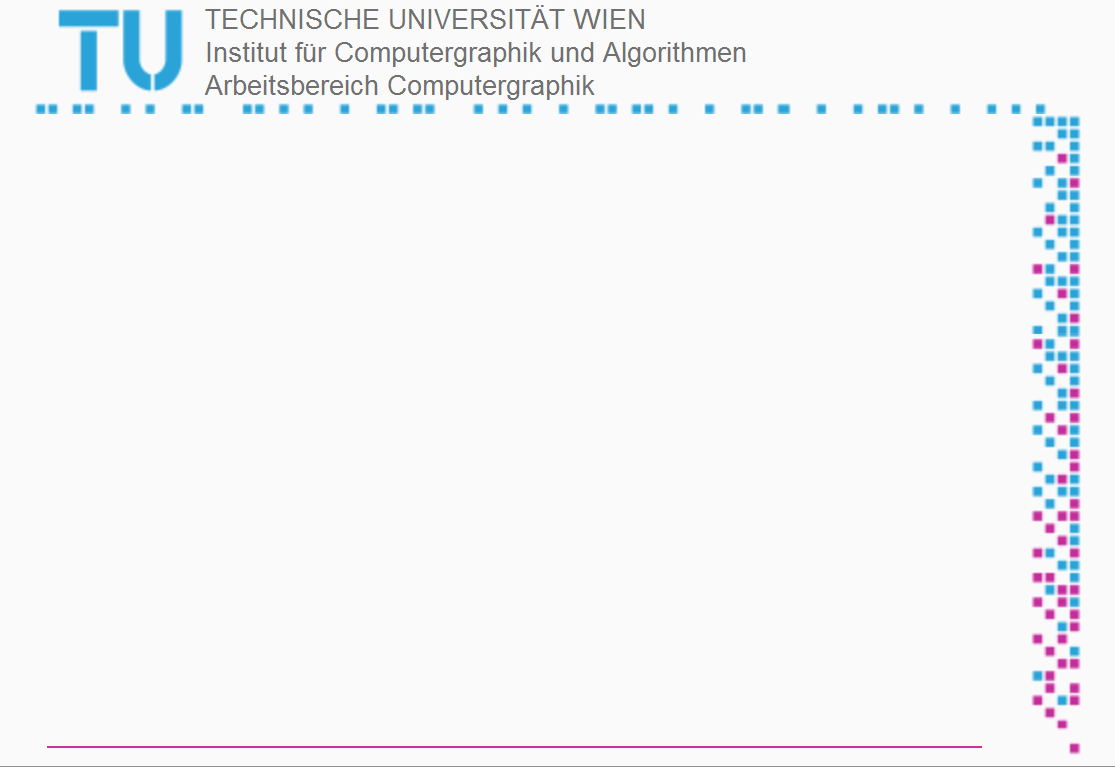 TU
TECHNISCHE UNIVERSITÄT WIEN
Institut für Computergraphik und Algorithmen
Arbeitsbereich Computergraphik